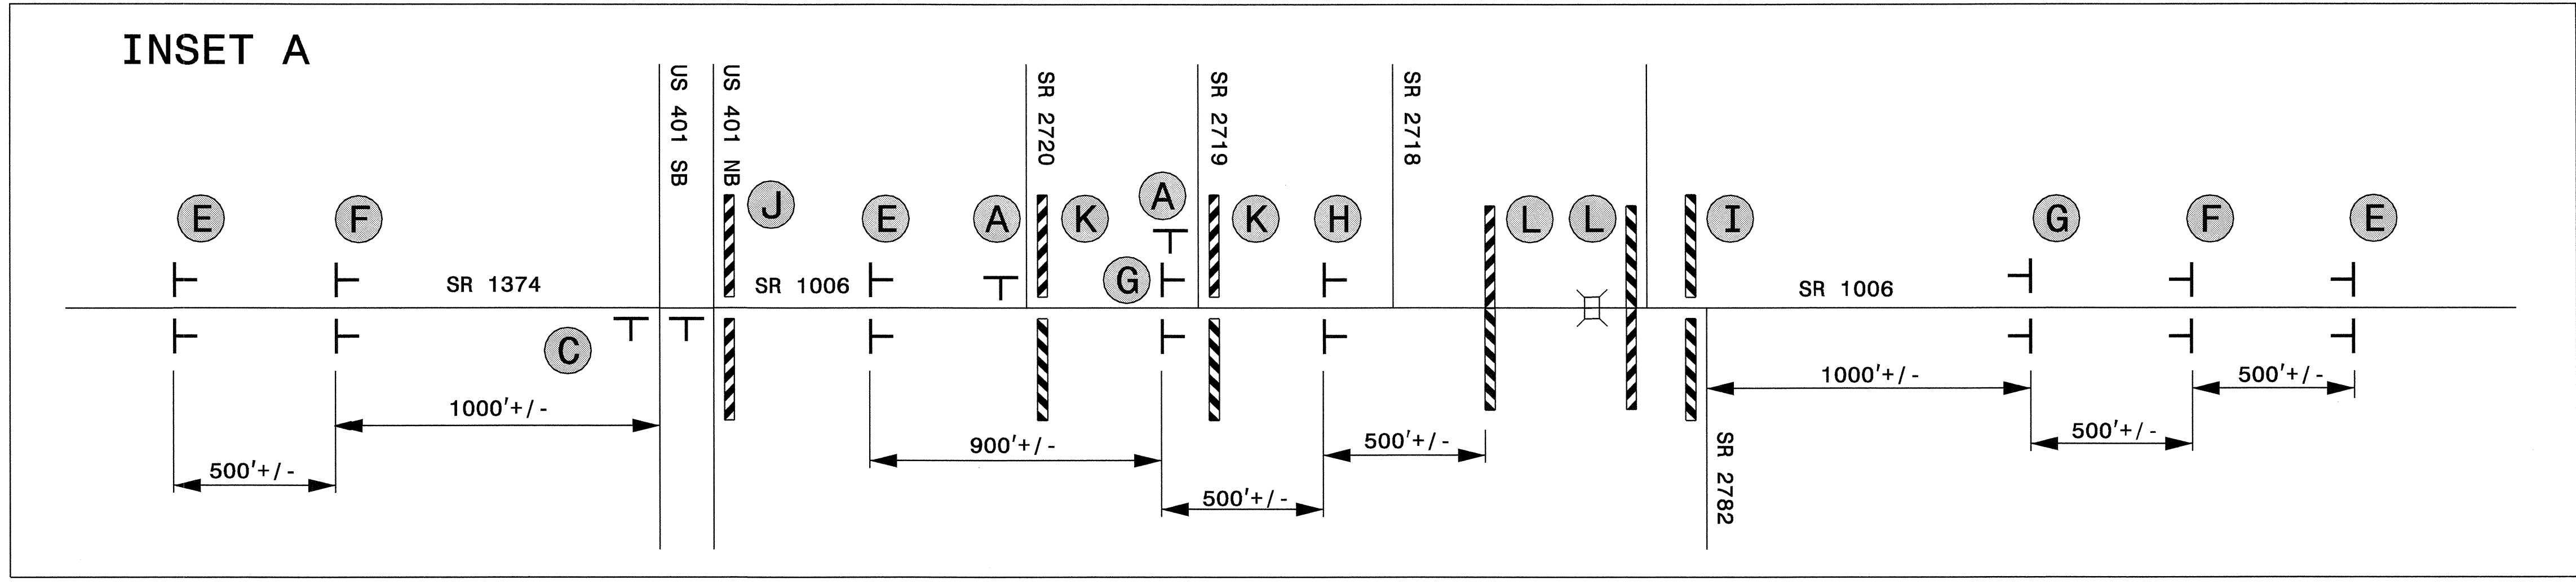 INSET A
US 401 SB
US 401 NB
SR 2720
SR 2719
SR 2718
E
F
J
E
A
K
A
K
H
L
L
I
G
F
E
G
SR 1374
SR 1006
SR 1006
C
1000'+/-
500'+/-
1000'+/-
500'+/-
900'+/-
500'+/-
500'+/-
500'+/-
SR 2782